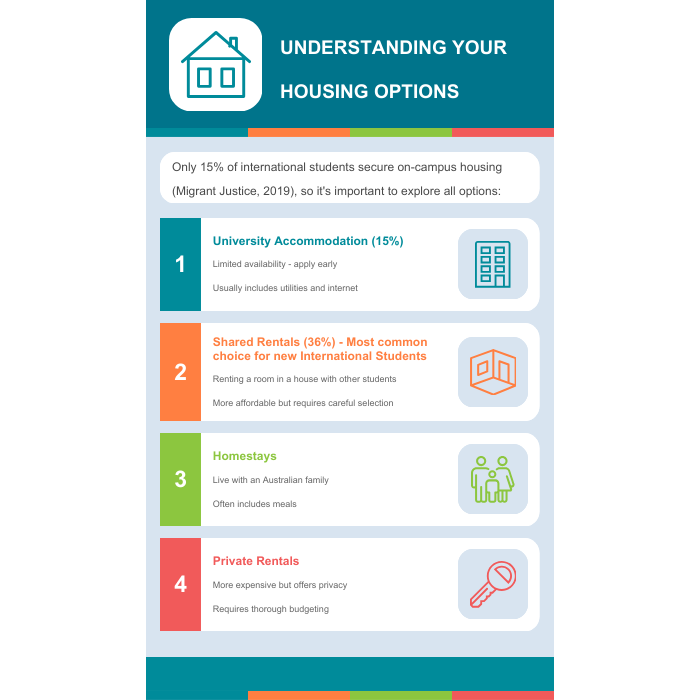 UNDERSTANDING YOUR
HOUSING OPTIONS
Only 15% of international students secure on-campus housing
(Migrant Justice, 2019), so it's important to explore all options:
1
University Accommodation (15%)
Limited availability - apply early
Usually includes utilities and internet
2
Shared Rentals (36%) - Most common
choice for new International Students
Renting a room in a house with other students
More affordable but requires careful selection
3
Homestays
Live with an Australian family
Often includes meals
4
Private Rentals
More expensive but offers privacy
Requires thorough budgeting